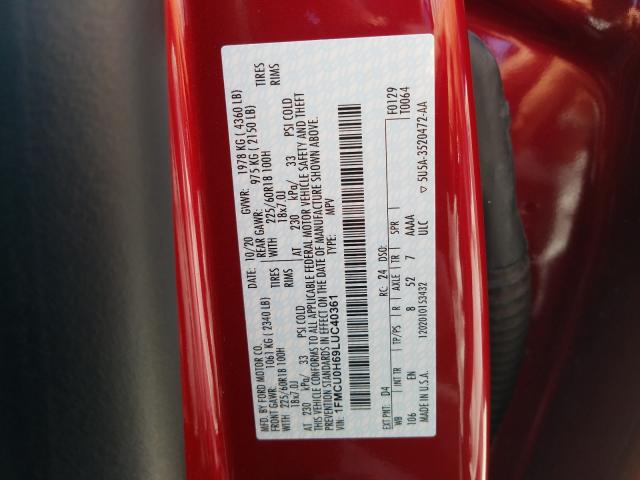 MFD. BY FORD MOTOR CO.
DATE: 10/20 GVWR: 1978 KG ( 4360 LB)
FRONT GAWR: 1061 KG ( 2340 LB) REAR GAWR: 975 KG ( 2150 LB)
WITH 225/60R18 100H TIRES WITH 225/60R18 100H TIRES
18x7.0J RIMS 18x7.0J RIMS
AT 230 kPa/ 33 PSI COLD AT 230 kPa/ 33 PSI COLD
THIS VEHICLE CONFORMS TO ALL APPLICABLE FEDERAL MOTOR VEHICLE SAFETY AND THEFT
PREVENTION STANDARDS IN EFFECT ON THE DATE OF MANUFACTURE SHOWN ABOVE.
VIN: 1FMCU0H69LUC40361 TYPE: MPV
F0129
T0064
EXT PNT: D4 RC: 24 DSO:
WB INT TR TP/PS R AXLE TR SPR
106 EN 8 52 7 AAAA
MADE IN U.S.A. 12020101534​32 ULC ▽ 5U5A-3520472-AA